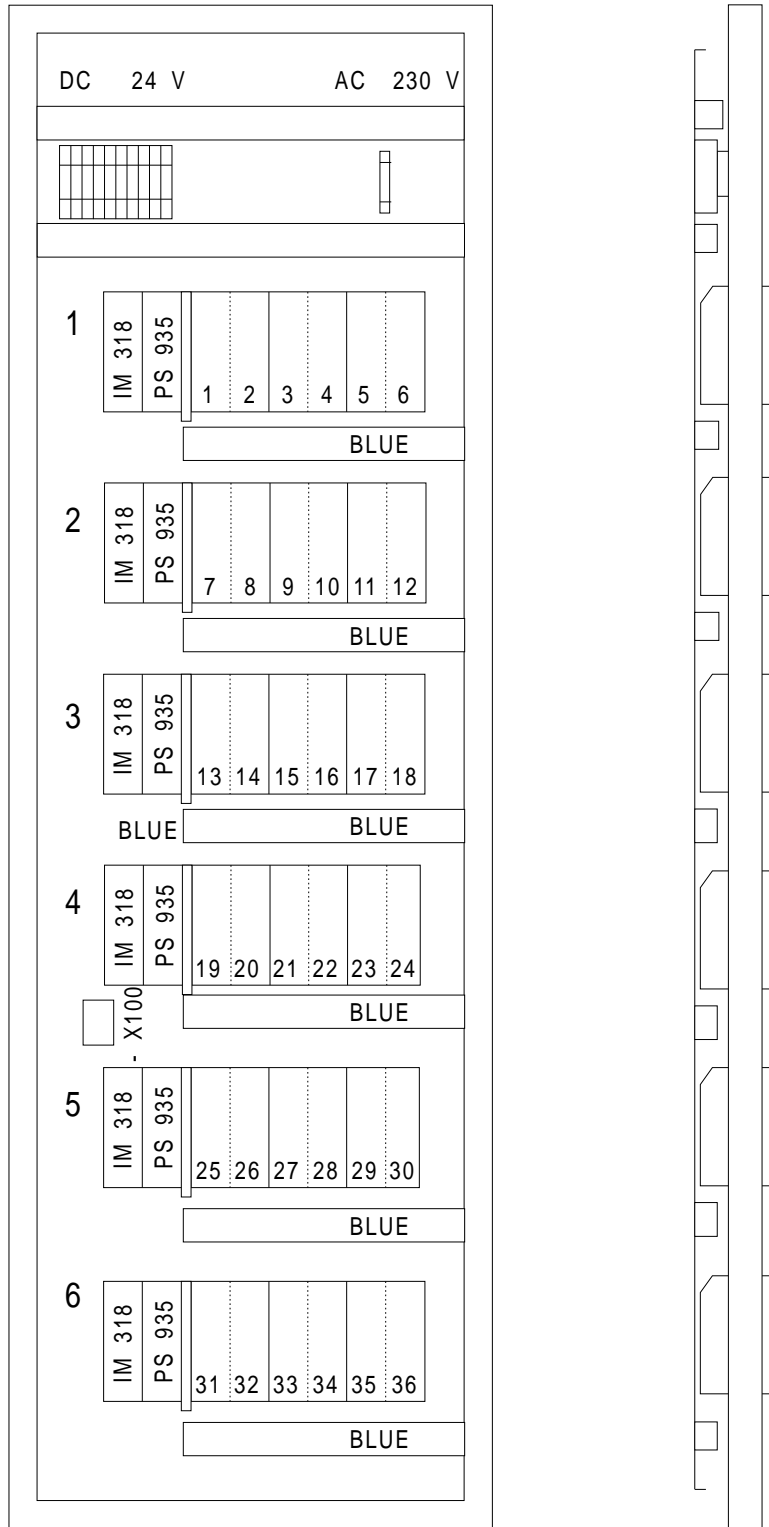 DC 24 V AC 230 V
1
IM 318
PS 935
1 2 3 4 5 6
BLUE
2
IM 318
PS 935
7 8 9 10 11 12
BLUE
3
IM 318
PS 935
13 14 15 16 17 18
BLUE BLUE
4
IM 318
PS 935
19 20 21 22 23 24
- X100
BLUE
5
IM 318
PS 935
25 26 27 28 29 30
BLUE
6
IM 318
PS 935
31 32 33 34 35 36
BLUE